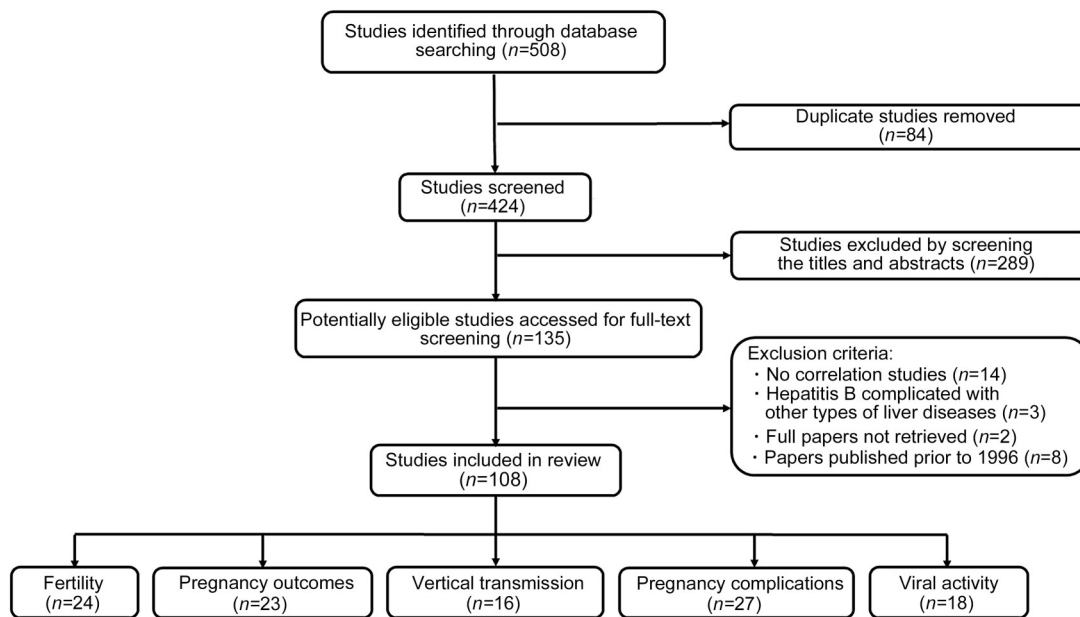 Studies identified through database
searching (n=508)
Duplicate studies removed
(n=84)
Studies screened
(n=424)
Studies excluded by screening
the titles and abstracts (n=289)
Potentially eligible studies accessed for full-text
screening (n=135)
Exclusion criteria:
· No correlation studies (n=14)
· Hepatitis B complicated with
other types of liver diseases (n=3)
· Full papers not retrieved (n=2)
· Papers published prior to 1996 (n=8)
Studies included in review
(n=108)
Fertility
(n=24)
Pregnancy outcomes
(n=23)
Vertical transmission
(n=16)
Pregnancy complications
(n=27)
Viral activity
(n=18)